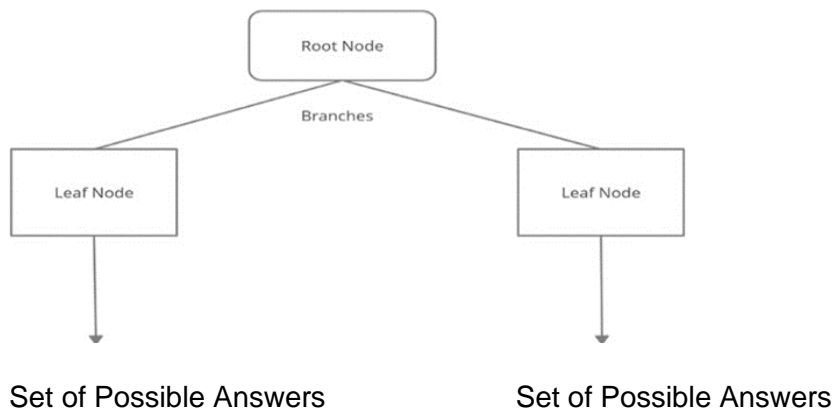 Root Node
Branches
Leaf Node
Leaf Node
Set of Possible Answers
Set of Possible Answers